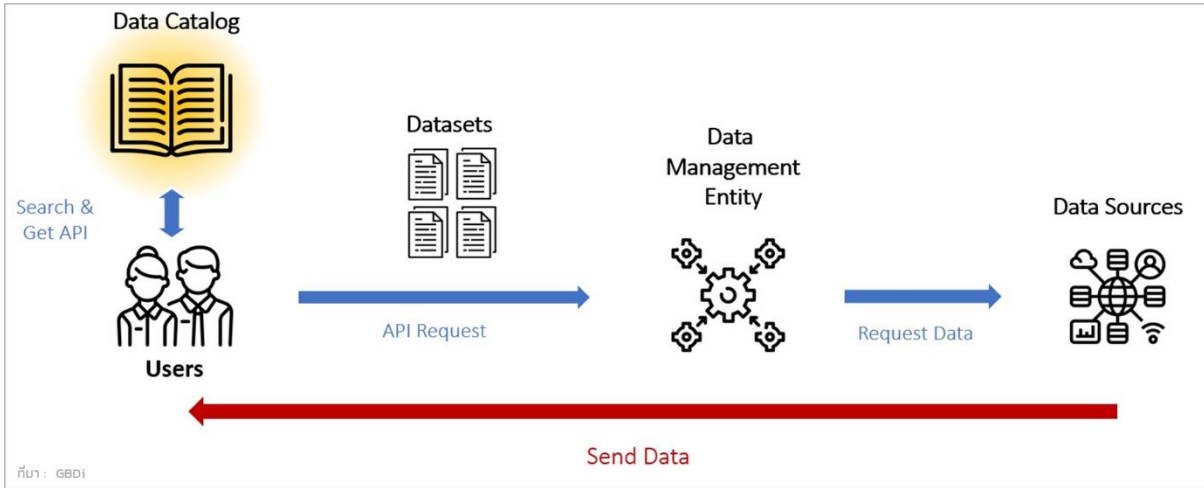 Data Catalog
Search &
Get API
Users
Datasets
API Request
Data
Management
Entity
Request Data
Data Sources
Send Data
ที่มา : GBDi